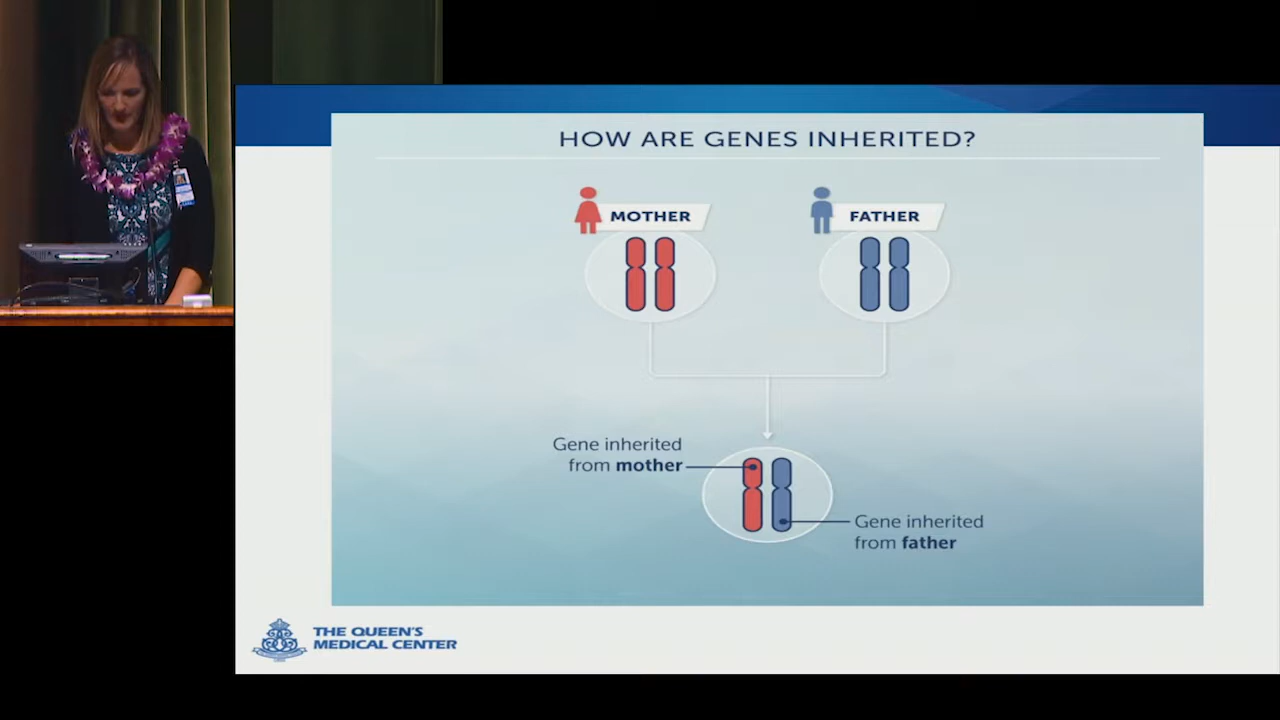 HOW ARE GENES INHERITED?
MOTHER
FATHER
Gene inherited
from mother
Gene inherited
from father
THE QUEEN'S
MEDICAL CENTER